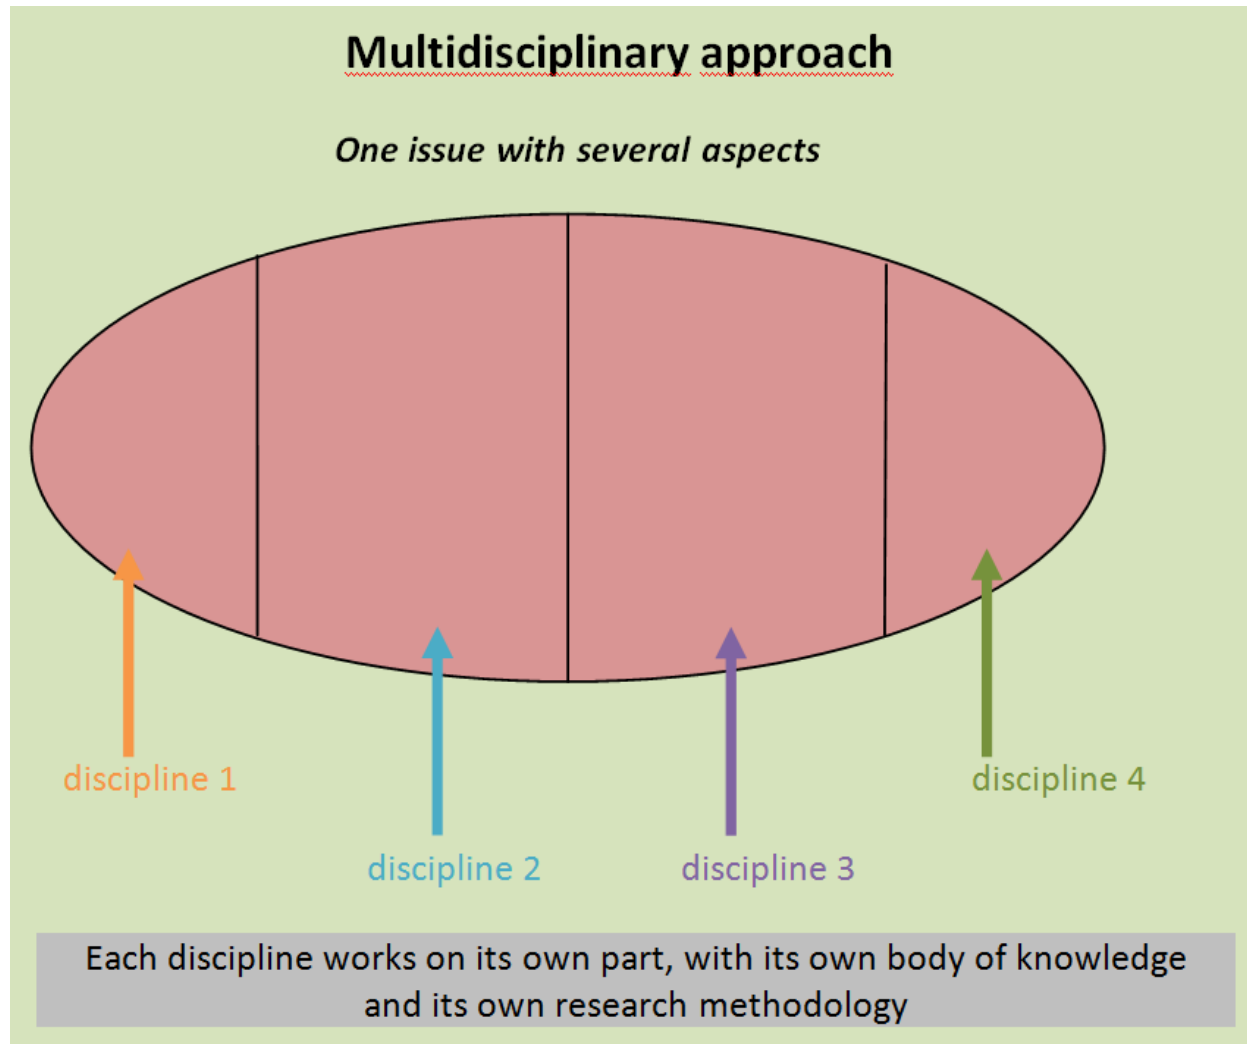 Multidisciplinary approach
One issue with several aspects
discipline 1
discipline 4
discipline 2
discipline 3
Each discipline works on its own part, with its own body of knowledge
and its own research methodology